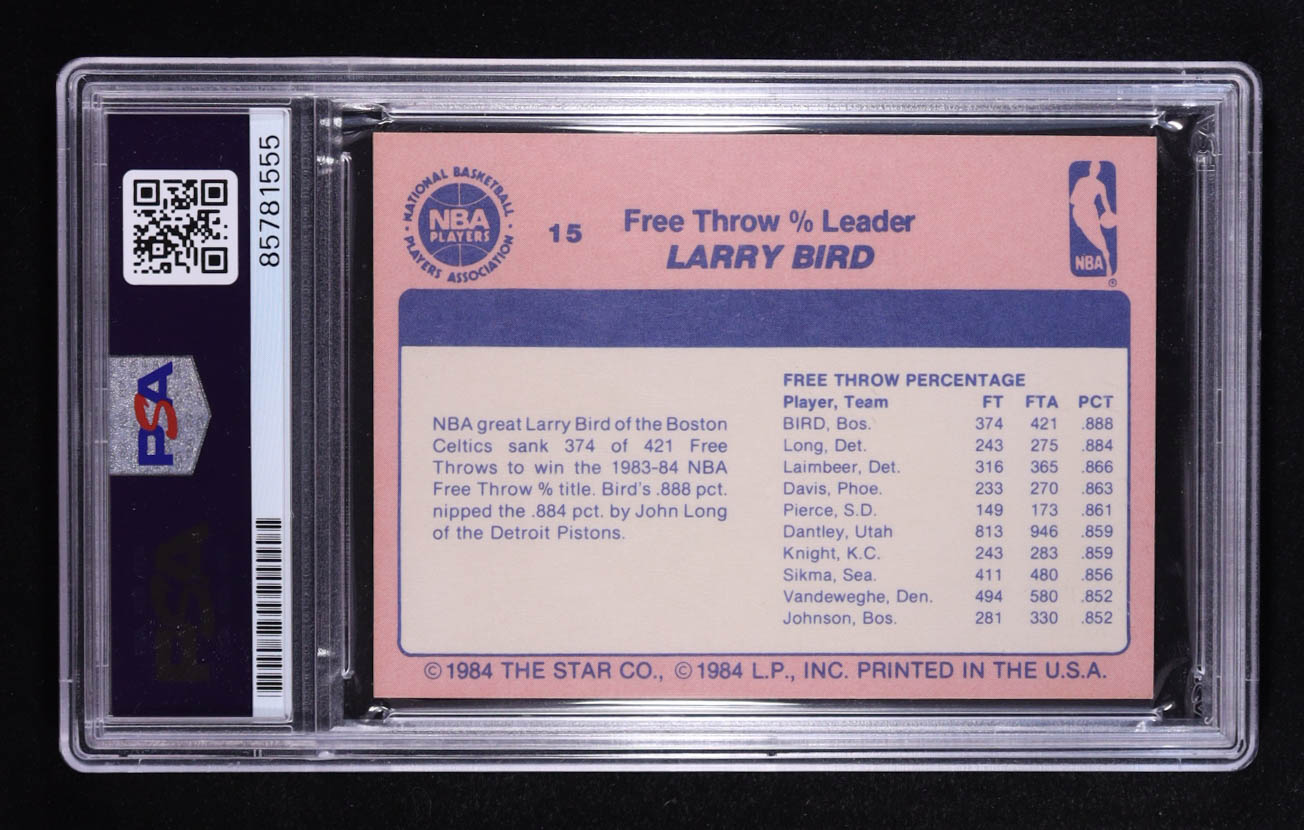 85781555
PSA
PSA
NATIONAL BASKETBALL
NBA
PLAYERS
PLAYERS ASSOCIATION
15
Free Throw % Leader
LARRY BIRD
NBA
®
NBA great Larry Bird of the Boston
Celtics sank 374 of 421 Free
Throws to win the 1983-84 NBA
Free Throw % title. Bird's .888 pct.
nipped the .884 pct. by John Long
of the Detroit Pistons.
FREE THROW PERCENTAGE
Player, Team FT FTA PCT
BIRD, Bos. 374 421 .888
Long, Det. 243 275 .884
Laimbeer, Det. 316 365 .866
Davis, Phoe. 233 270 .863
Pierce, S.D. 149 173 .861
Dantley, Utah 813 946 .859
Knight, K.C. 243 283 .859
Sikma, Sea. 411 480 .856
Vandeweghe, Den. 494 580 .852
Johnson, Bos. 281 330 .852
© 1984 THE STAR CO., © 1984 L.P., INC. PRINTED IN THE U.S.A.